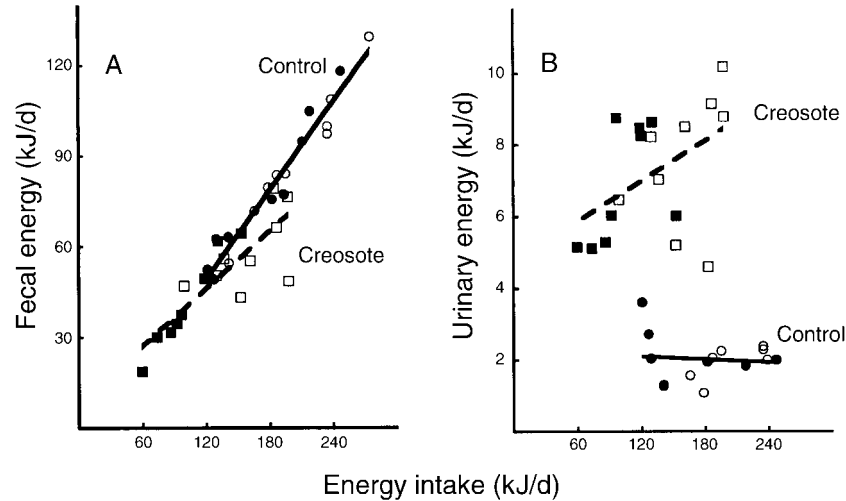 A
Control
Creosote
Fecal energy (kJ/d)
120
90
60
30
60 120 180 240
B
Creosote
Control
Urinary energy (kJ/d)
10
8
6
4
2
60 120 180 240
Energy intake (kJ/d)